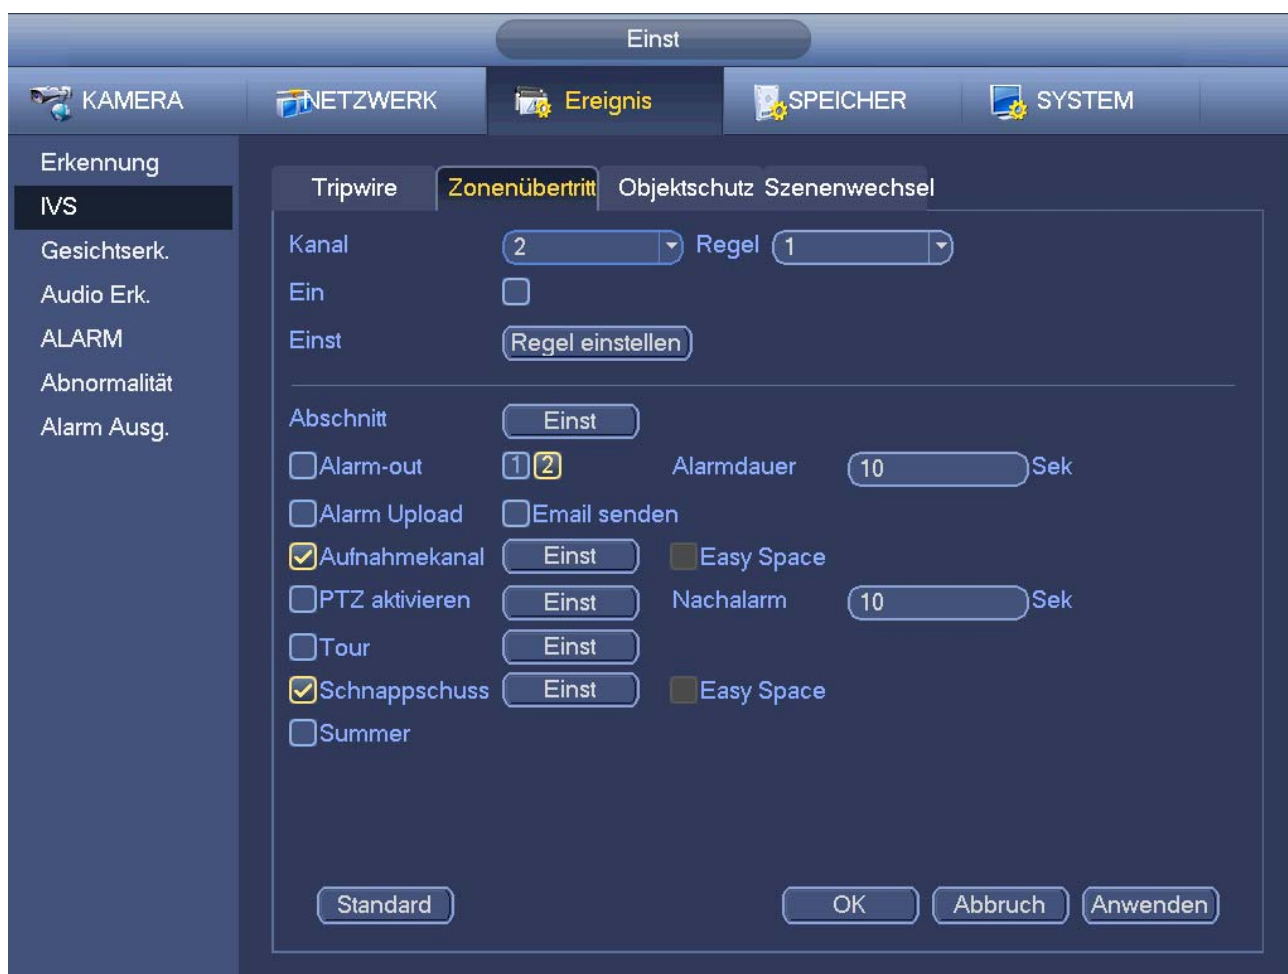 Einst
KAMERA NETZWERK Ereignis SPEICHER SYSTEM
Erkennung
IVS
Gesichtserk.
Audio Erk.
ALARM
Abnormalität
Alarm Ausg.
Tripwire Zonenübertritt Objektschutz Szenenwechsel
Kanal 2 Regel 1
Ein
Einst Regel einstellen
Abschnitt Einst
Alarm-out 1 2 Alarmdauer 10 Sek
Alarm Upload Email senden
Aufnahmekanal Einst Easy Space
PTZ aktivieren Einst Nachalarm 10 Sek
Tour Einst
Schnappschuss Einst Easy Space
Summer
Standard OK Abbruch Anwenden